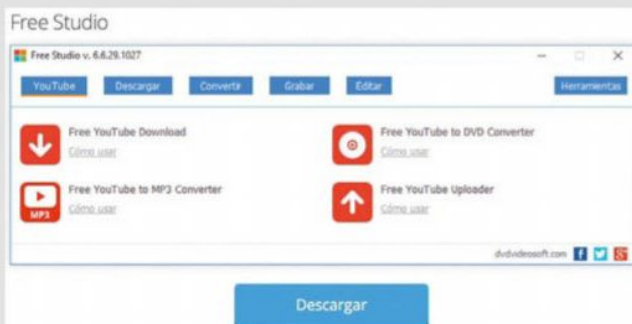 Free Studio
Free Studio v. 6.6.29.1027
YouTube Descargar Convertir Grabar Editar Herramientas
Free YouTube Download
Cómo usar
Free YouTube to DVD Converter
Cómo usar
Free YouTube to MP3 Converter
Cómo usar
MP3
Free YouTube Uploader
Cómo usar
dvdvideosoft.com
Descargar